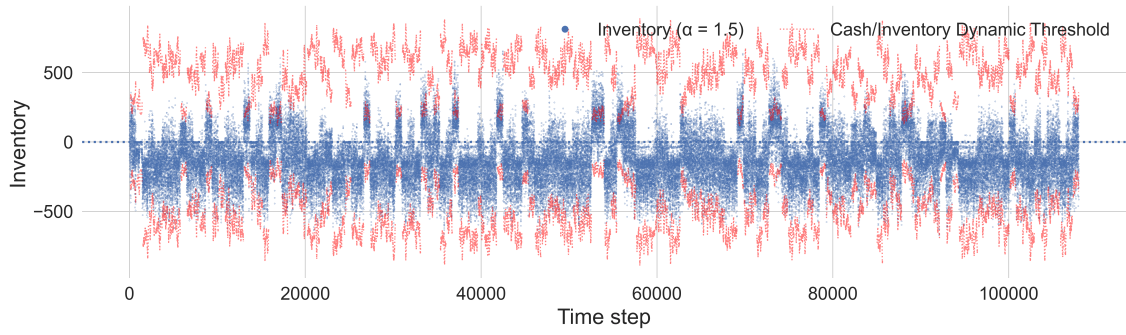 Inventory (α = 1.5)
Cash/Inventory Dynamic Threshold
500
0
−500
Inventory
0
20000
40000
60000
80000
100000
Time step